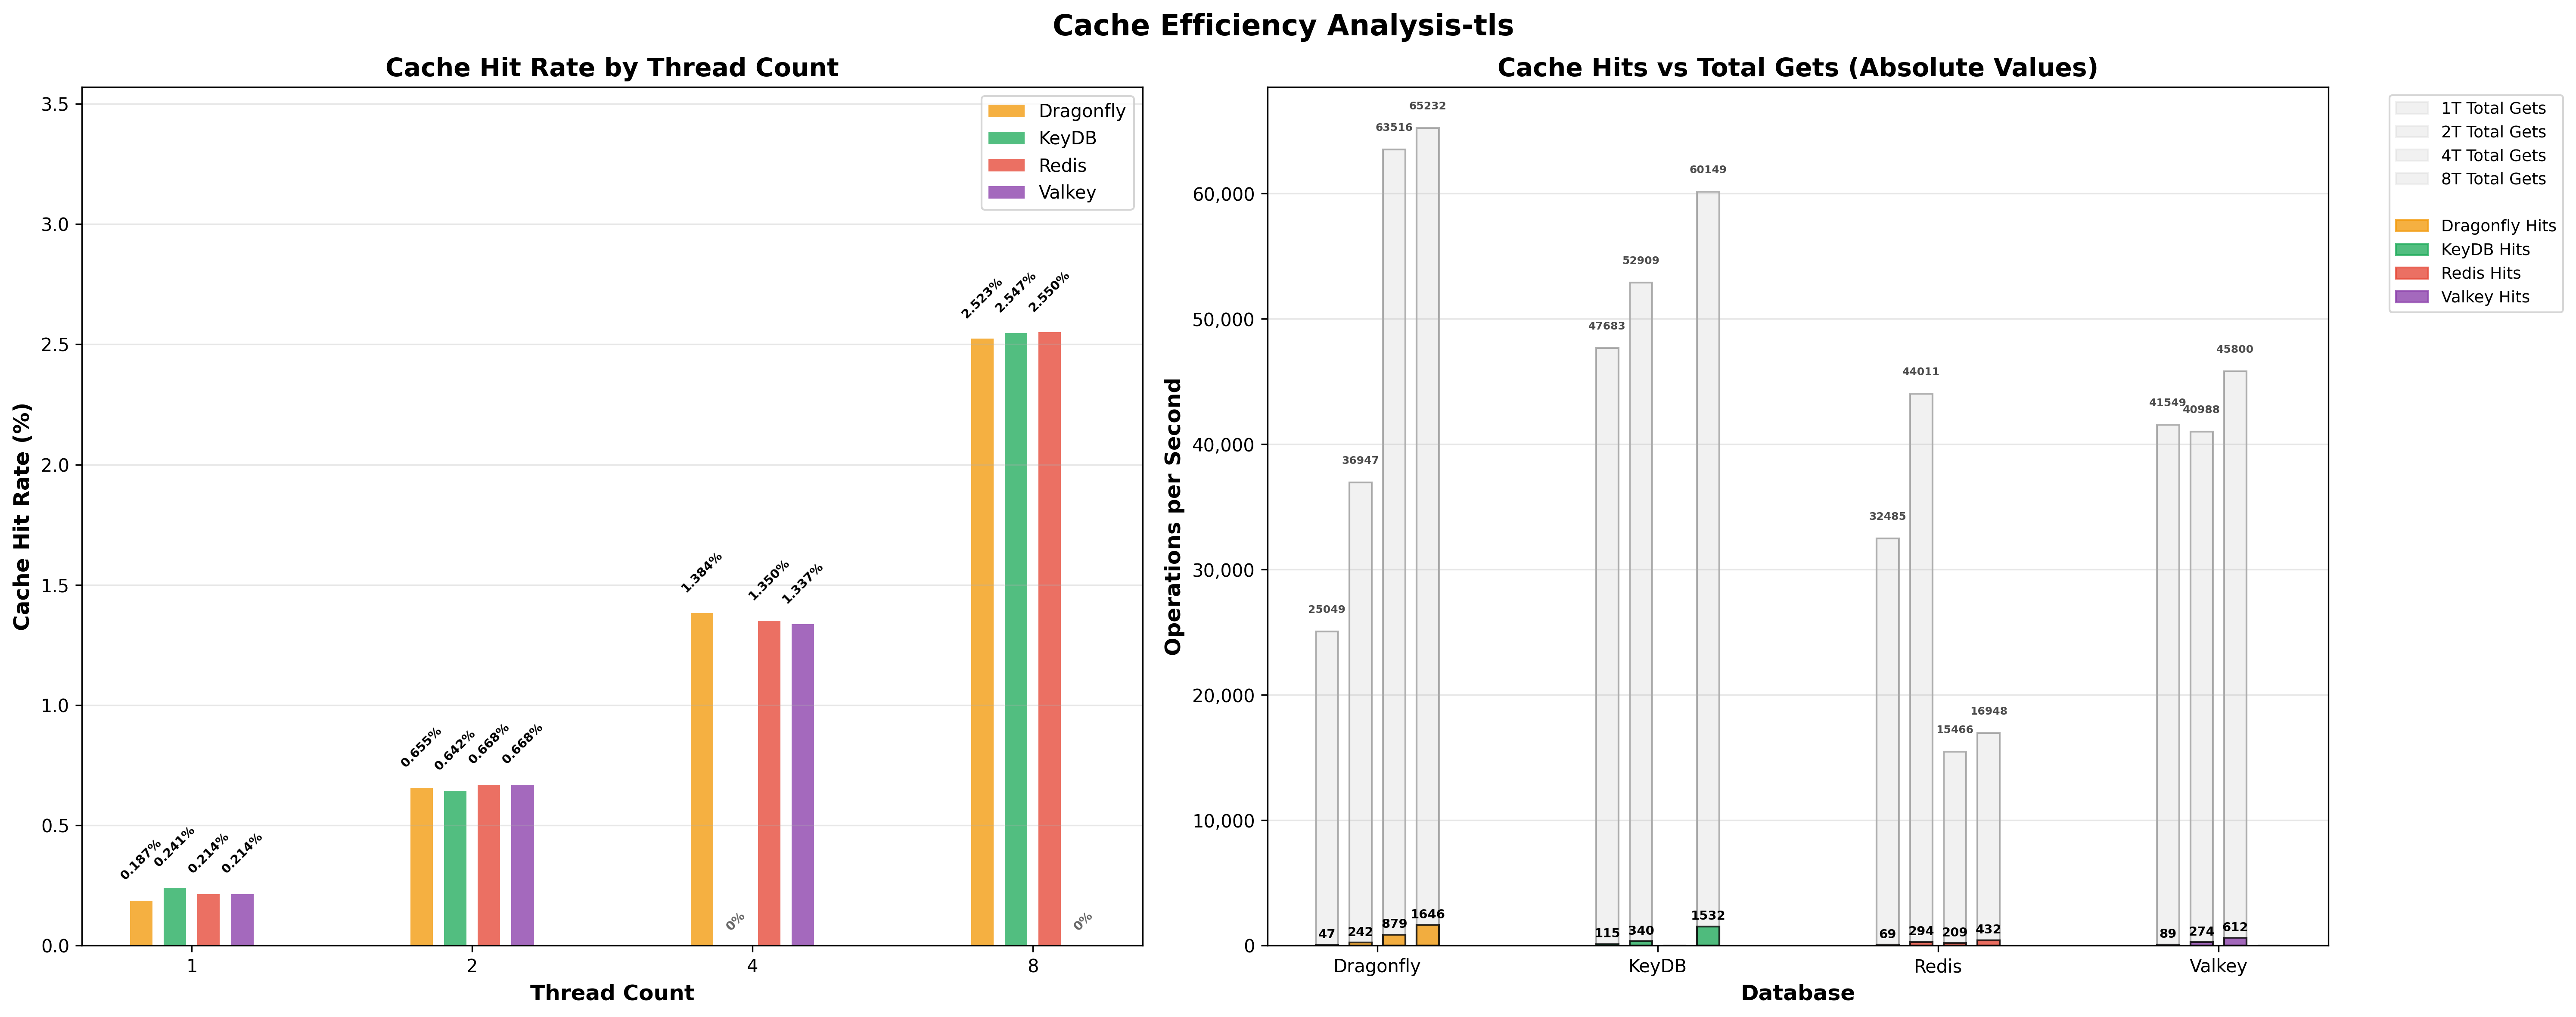 Cache Efficiency Analysis-tls
Cache Hit Rate by Thread Count
Cache Hit Rate (%)
3.5
3.0
2.5
2.0
1.5
1.0
0.5
0.0
Dragonfly
KeyDB
Redis
Valkey
0.187%
0.241%
0.214%
0.214%
0.655%
0.642%
0.668%
0.668%
1.384%
0%
1.350%
1.337%
2.523%
2.547%
2.550%
0%
1
2
4
8
Thread Count
Cache Hits vs Total Gets (Absolute Values)
Operations per Second
60,000
50,000
40,000
30,000
20,000
10,000
0
25049
36947
63516
65232
47
242
879
1646
47683
52909
60149
115
340
1532
32485
44011
15466
16948
69
294
209
432
41549
40988
45800
89
274
612
Dragonfly
KeyDB
Redis
Valkey
Database
1T Total Gets
2T Total Gets
4T Total Gets
8T Total Gets
Dragonfly Hits
KeyDB Hits
Redis Hits
Valkey Hits